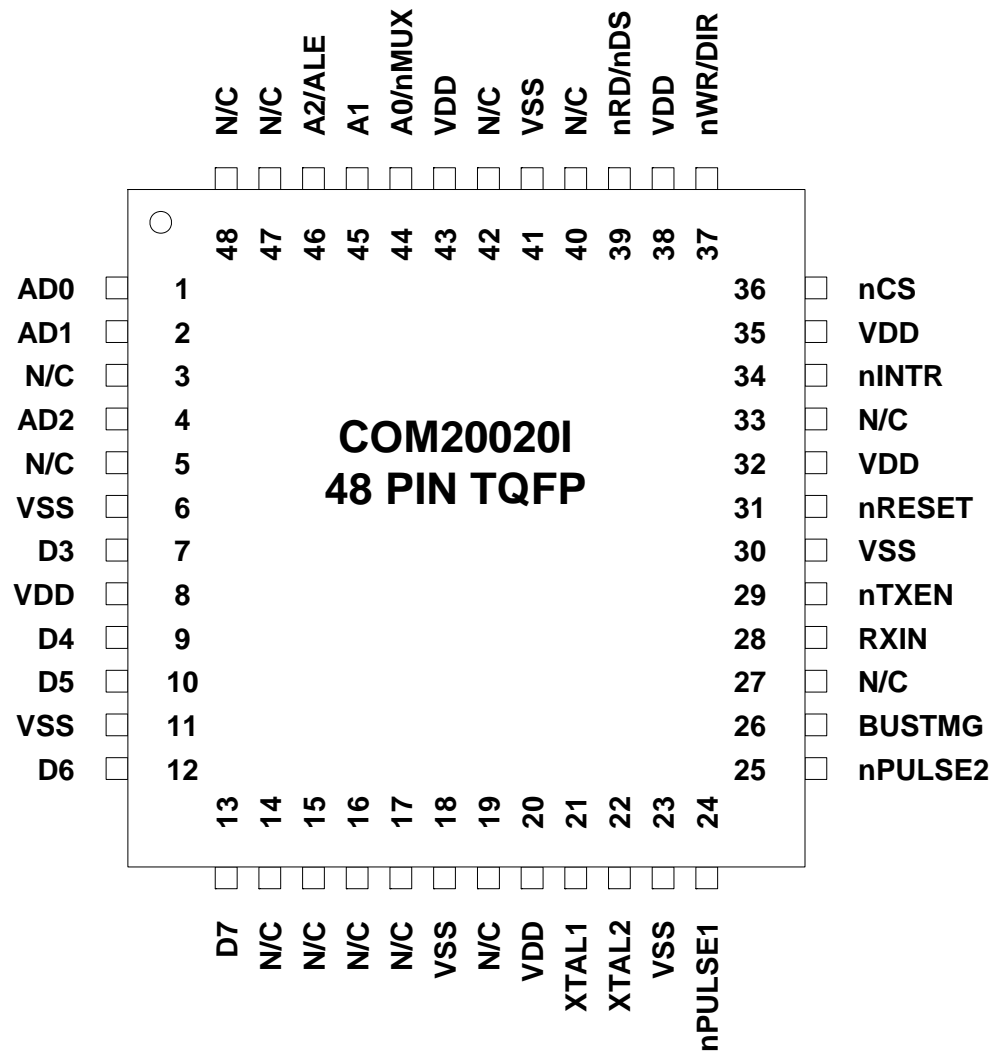 N/C
N/C
A2/ALE
A1
A0/nMUX
VDD
N/C
VSS
N/C
nRD/nDS
VDD
nWR/DIR
48
47
46
45
44
43
42
41
40
39
38
37
AD0 1
AD1 2
N/C 3
AD2 4
N/C 5
VSS 6
D3 7
VDD 8
D4 9
D5 10
VSS 11
D6 12
COM20020I
48 PIN TQFP
36 nCS
35 VDD
34 nINTR
33 N/C
32 VDD
31 nRESET
30 VSS
29 nTXEN
28 RXIN
27 N/C
26 BUSTMG
25 nPULSE2
13
14
15
16
17
18
19
20
21
22
23
24
D7
N/C
N/C
N/C
N/C
VSS
N/C
VDD
XTAL1
XTAL2
VSS
nPULSE1